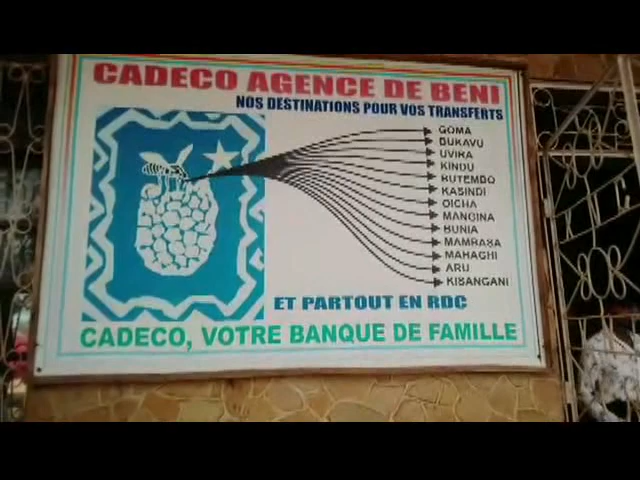 CADECO AGENCE DE BENI
NOS DESTINATIONS POUR VOS TRANSFERTS
GOMA
BUKAVU
UVIRA
KINDU
BUTEMBO
KASINDI
OICHA
MANGINA
BUNIA
MAMBASA
MAHAGHI
ARU
KISANGANI
ET PARTOUT EN RDC
CADECO, VOTRE BANQUE DE FAMILLE